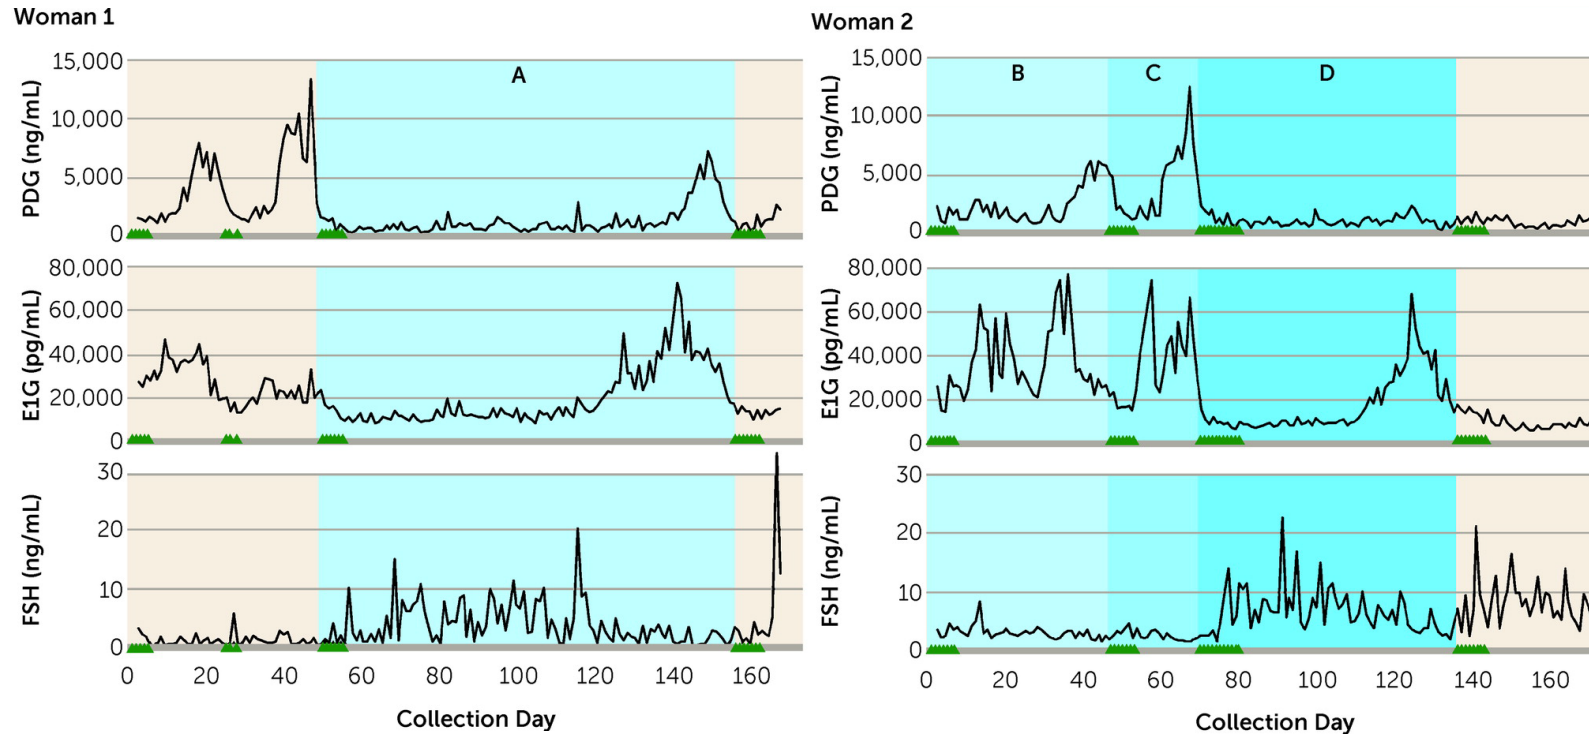 Woman 1
A
PDG (ng/mL)
15,000
10,000
5,000
0
E1G (pg/mL)
80,000
60,000
40,000
20,000
0
FSH (ng/mL)
30
20
10
0
0 20 40 60 80 100 120 140 160
Collection Day
Woman 2
B C D
PDG (ng/mL)
15,000
10,000
5,000
0
E1G (pg/mL)
80,000
60,000
40,000
20,000
0
FSH (ng/mL)
30
20
10
0
0 20 40 60 80 100 120 140 160
Collection Day